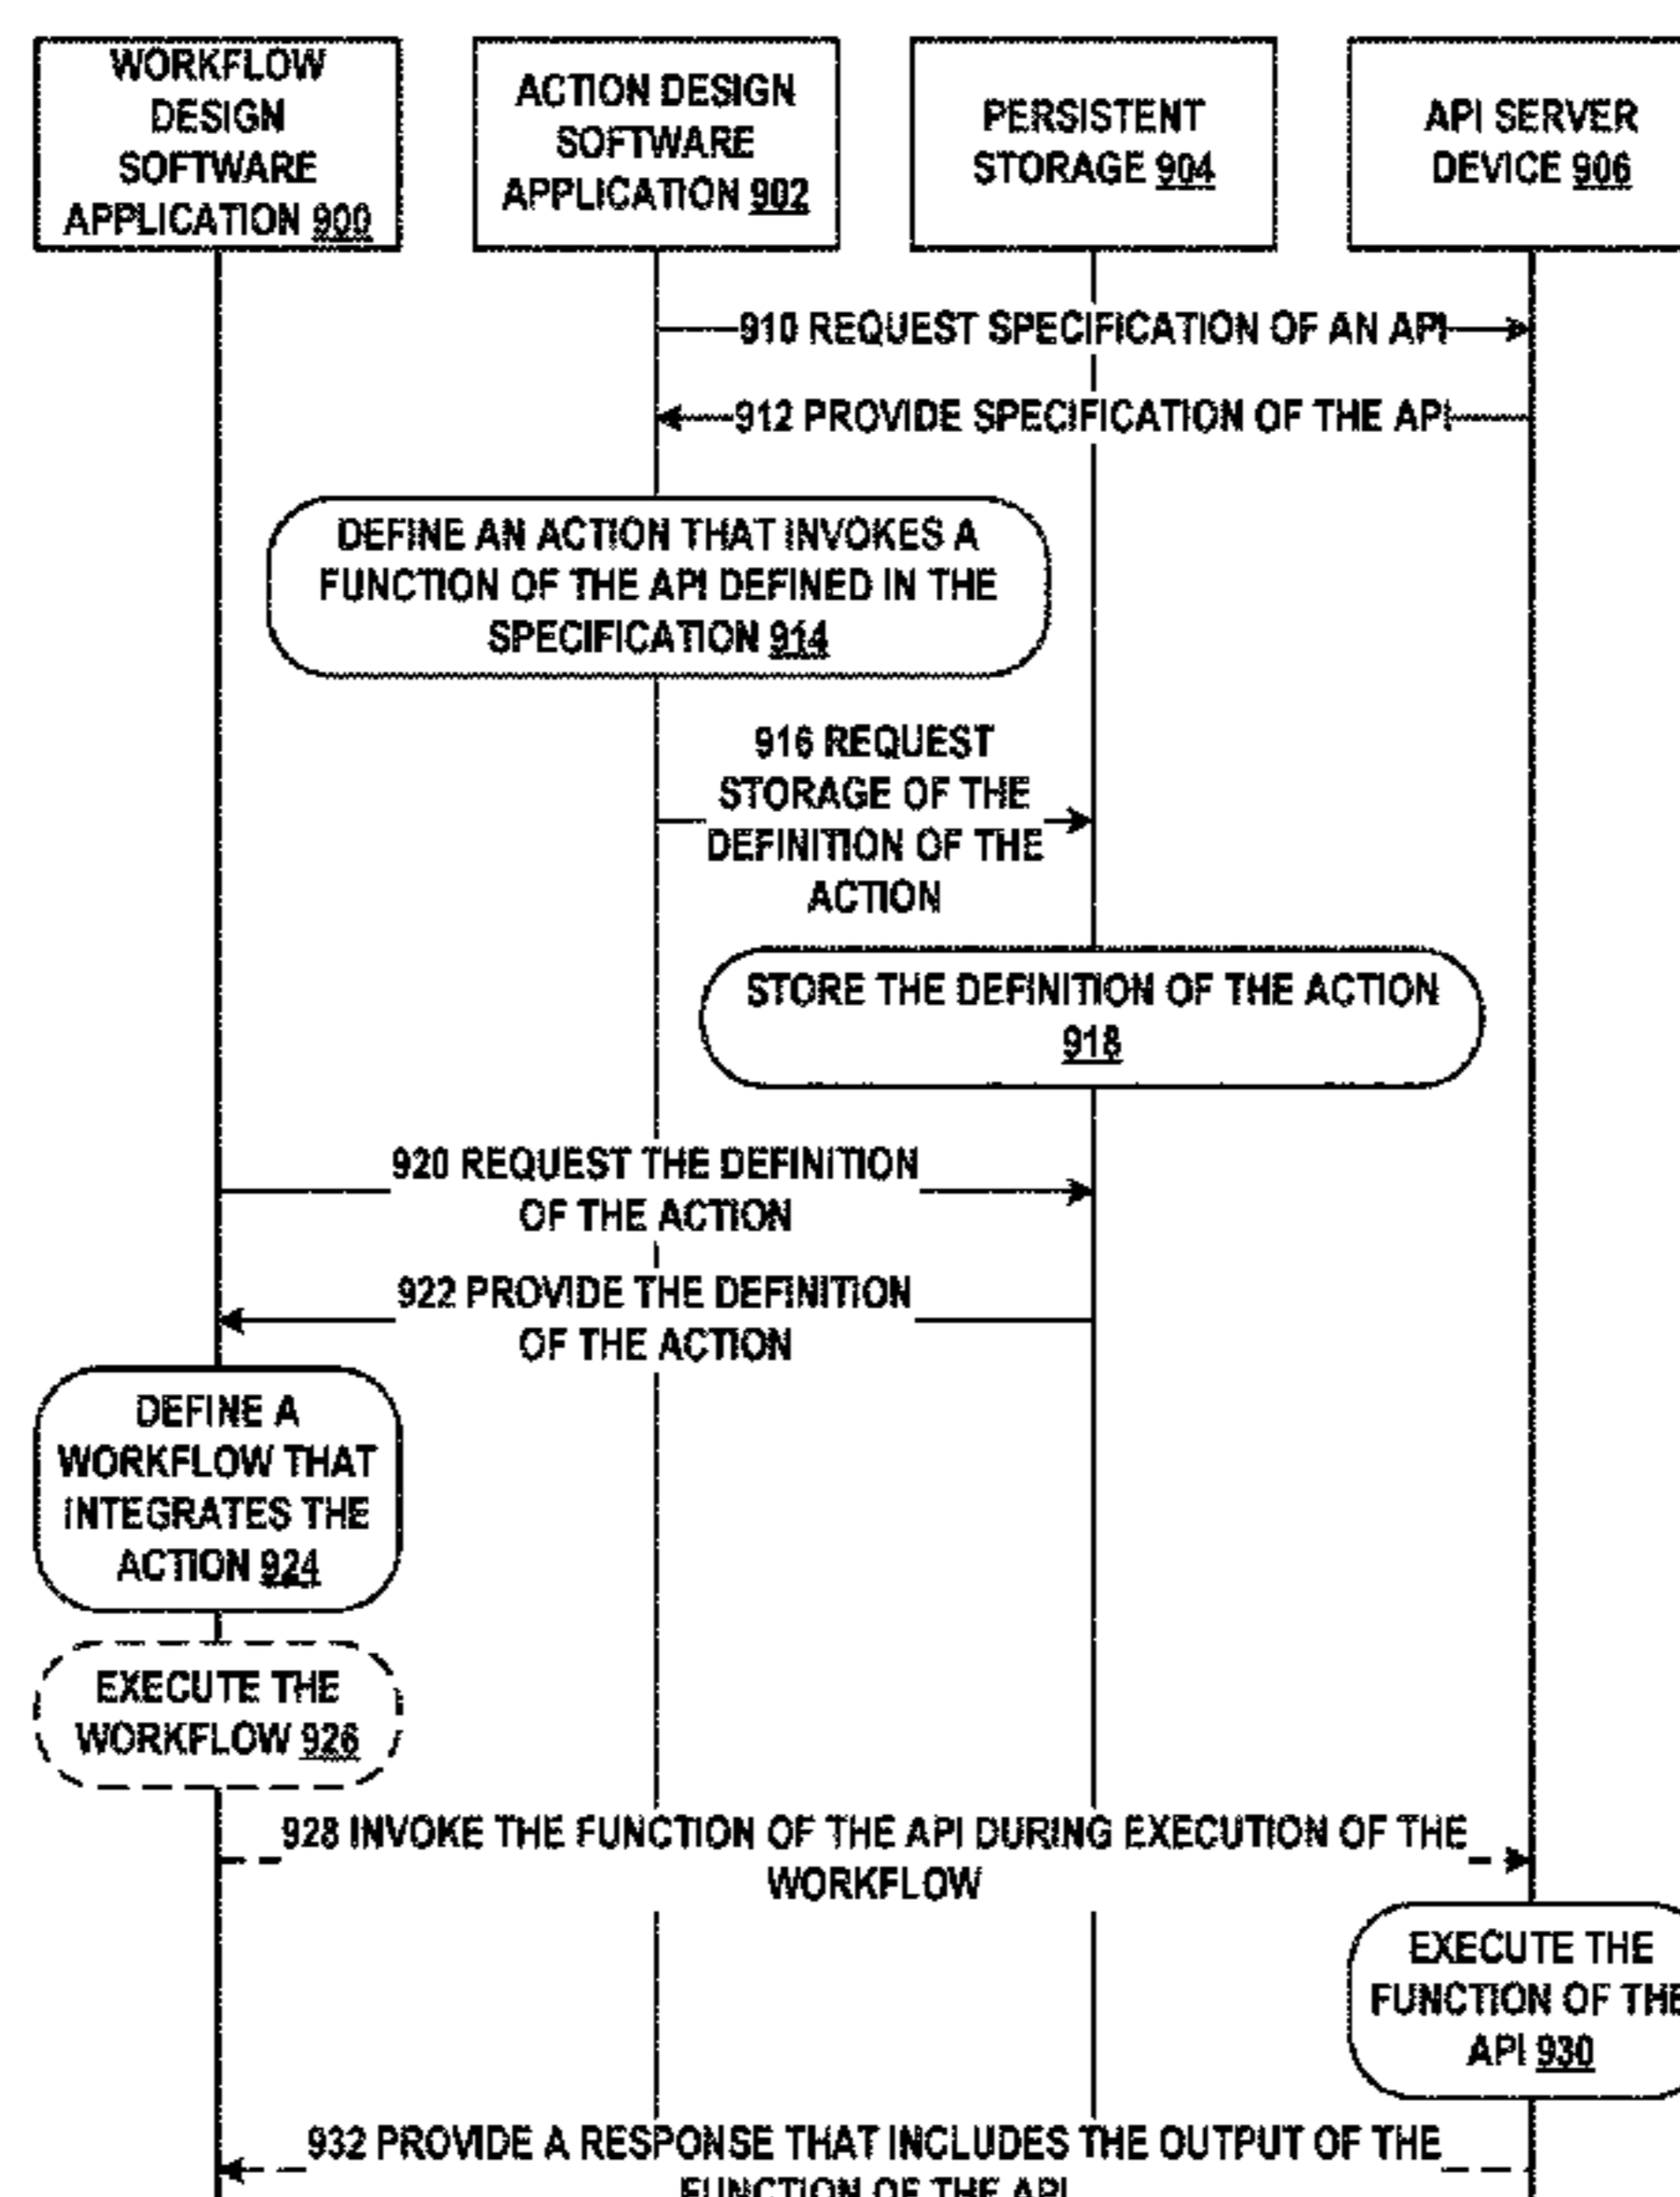 WORKFLOW
DESIGN
SOFTWARE
APPLICATION 900
ACTION DESIGN
SOFTWARE
APPLICATION 902
PERSISTENT
STORAGE 904
API SERVER
DEVICE 906
910 REQUEST SPECIFICATION OF AN API
912 PROVIDE SPECIFICATION OF THE API
DEFINE AN ACTION THAT INVOKES A
FUNCTION OF THE API DEFINED IN THE
SPECIFICATION 914
916 REQUEST
STORAGE OF THE
DEFINITION OF THE
ACTION
STORE THE DEFINITION OF THE ACTION
918
920 REQUEST THE DEFINITION
OF THE ACTION
922 PROVIDE THE DEFINITION
OF THE ACTION
DEFINE A
WORKFLOW THAT
INTEGRATES THE
ACTION 924
EXECUTE THE
WORKFLOW 926
928 INVOKE THE FUNCTION OF THE API DURING EXECUTION OF THE
WORKFLOW
EXECUTE THE
FUNCTION OF THE
API 930
932 PROVIDE A RESPONSE THAT INCLUDES THE OUTPUT OF THE
FUNCTION OF THE API